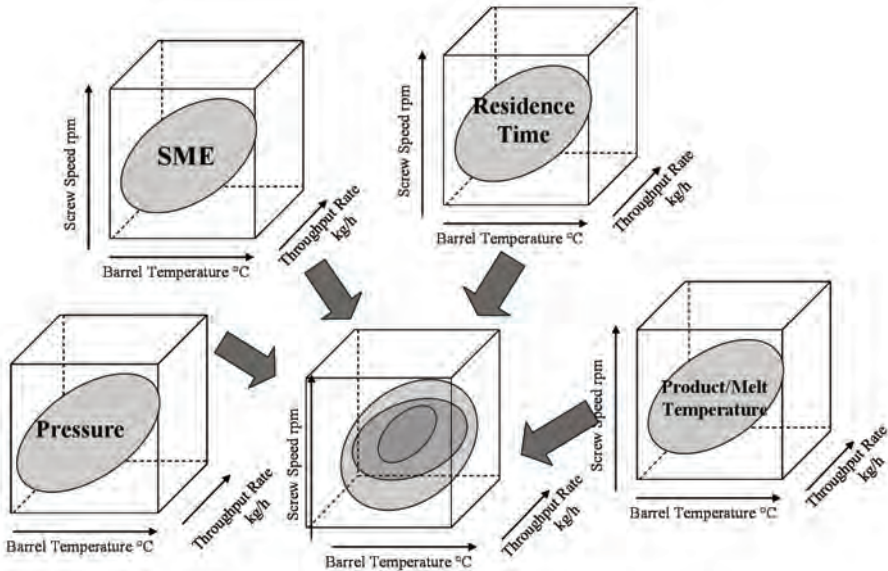 Screw Speed rpm
SME
Barrel Temperature °C
Throughput Rate
kg/h
Screw Speed rpm
Residence
Time
Barrel Temperature °C
Throughput Rate
kg/h
Pressure
Barrel Temperature °C
Throughput Rate
kg/h
Screw Speed rpm
Barrel Temperature °C
Throughput Rate
kg/h
Screw Speed rpm
Product/Melt
Temperature
Barrel Temperature °C
Throughput Rate
kg/h